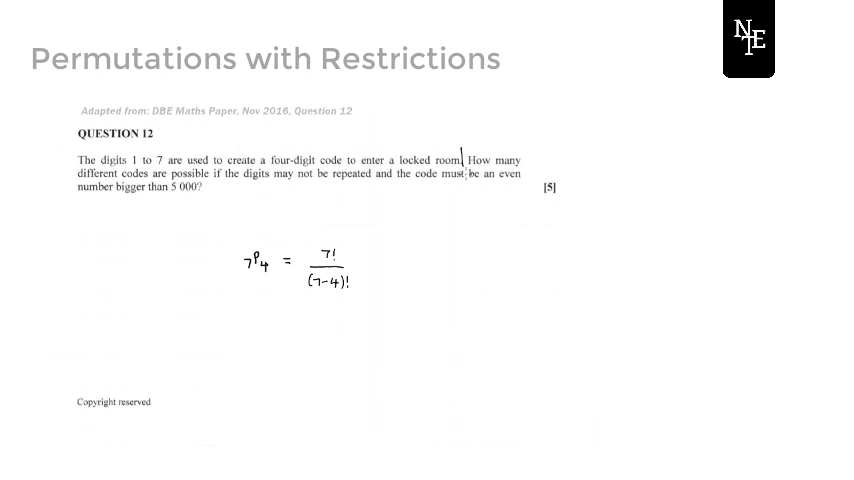 NTE
Permutations with Restrictions
Adapted from: DBE Maths Paper, Nov 2016, Question 12
QUESTION 12
The digits 1 to 7 are used to create a four-digit code to enter a locked room. How many
different codes are possible if the digits may not be repeated and the code must be an even
number bigger than 5 000?
[5]
7P4 = 7! / (7-4)!
Copyright reserved